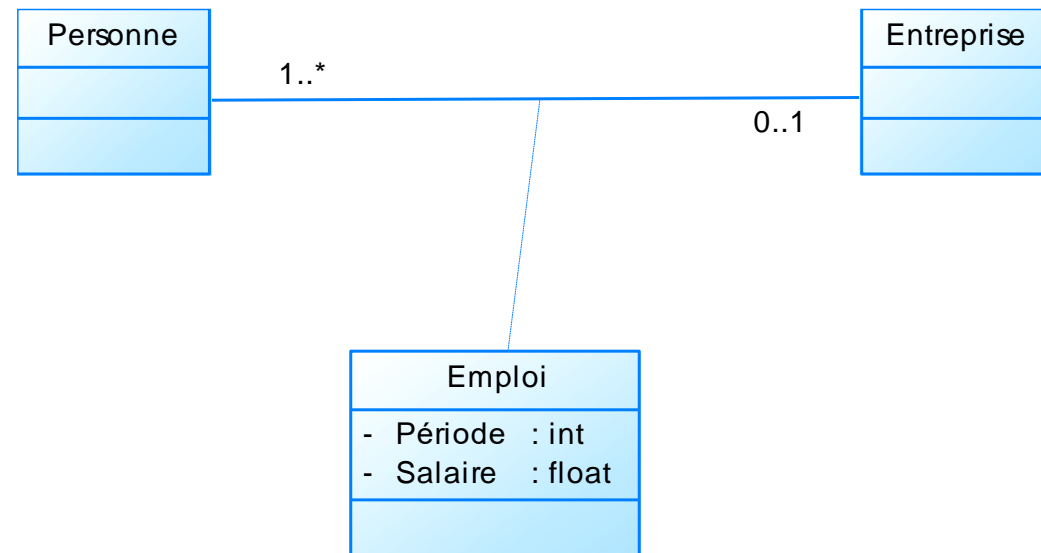 Personne
Entreprise
1..*
0..1
Emploi
- Période : int
- Salaire : float